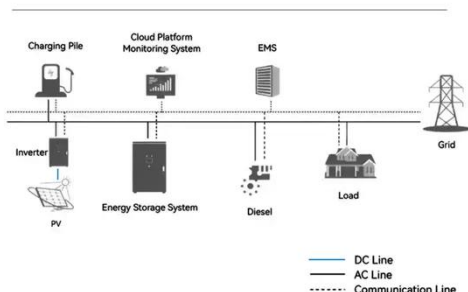 Charging Pile
Cloud Platform
Monitoring System
EMS
Grid
Inverter
PV
Energy Storage System
Diesel
Load
DC Line
AC Line
Communication Line